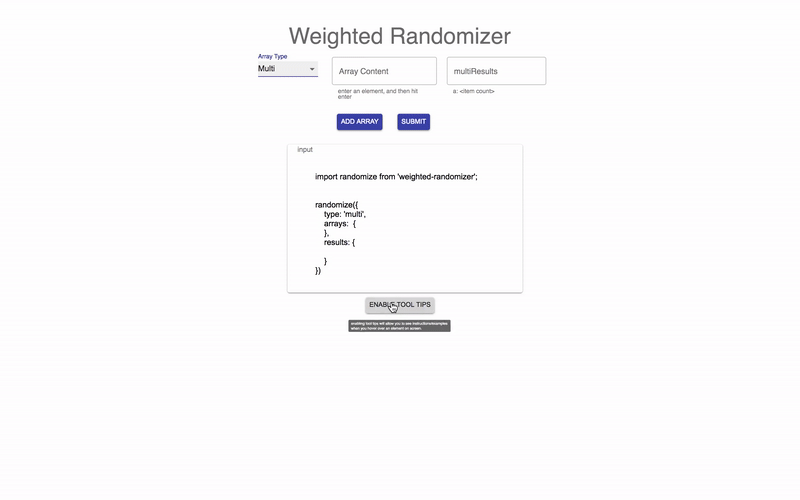 Weighted Randomizer
Array Type
Multi
Array Content
multiResults
enter an element, and then hit
enter
a: <item count>
ADD ARRAY
SUBMIT
input
import randomize from 'weighted-randomizer';
randomize({
type: 'multi',
arrays: {
},
results: {
}
})
ENABLE TOOL TIPS
enabling tool tips will allow you to see instructions/examples
when you hover over an element on screen